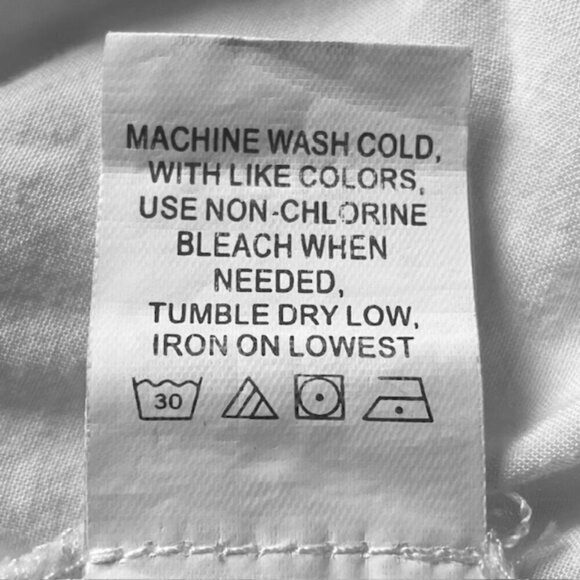 MACHINE WASH COLD,
WITH LIKE COLORS,
USE NON-CHLORINE
BLEACH WHEN
NEEDED,
TUMBLE DRY LOW,
IRON ON LOWEST
30